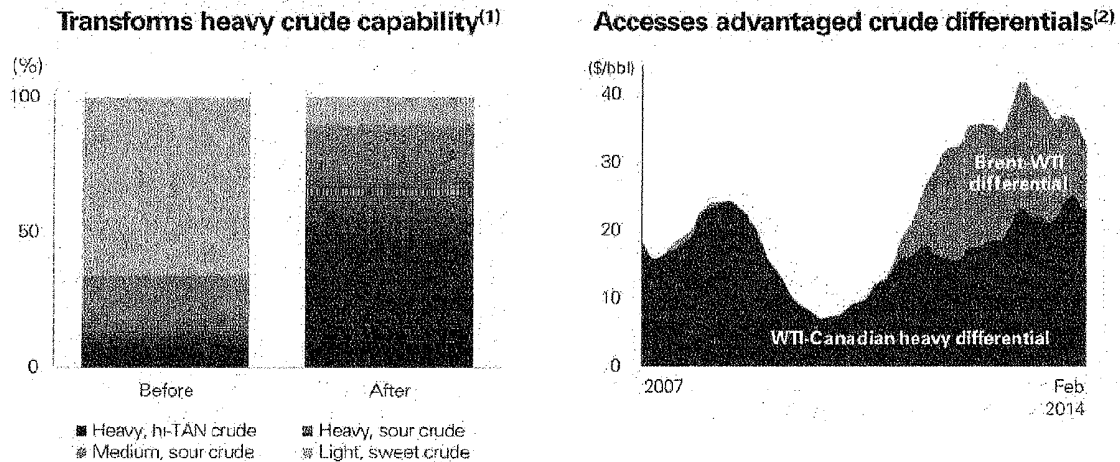 Transforms heavy crude capability(1)
(%)
100
50
0
Before
After
■ Heavy, hi-TAN crude
■ Heavy, sour crude
■ Medium, sour crude
■ Light, sweet crude
Accesses advantaged crude differentials(2)
($/bbl)
40
30
20
10
0
Brent-WTI
differential
WTI-Canadian heavy differential
2007
Feb
2014